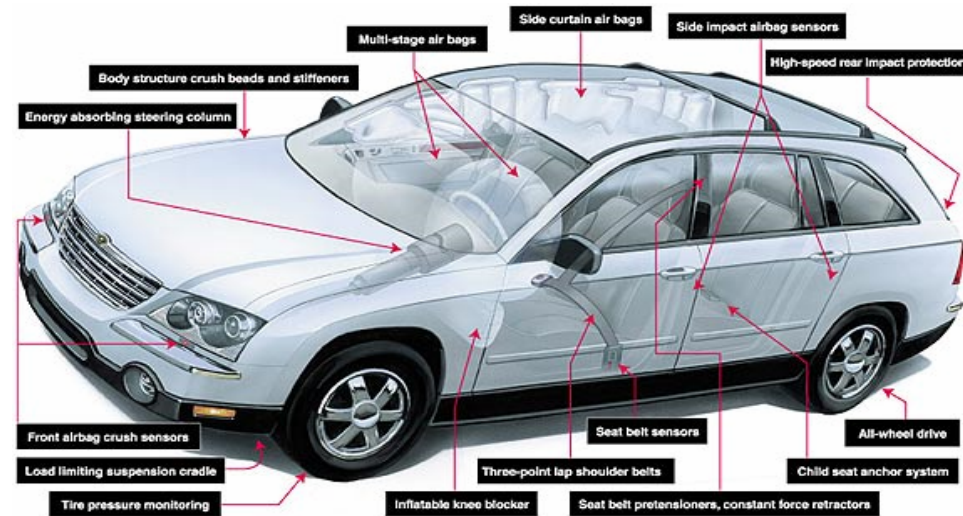 Side curtain air bags
Side impact airbag sensors
Multi-stage air bags
High-speed rear impact protection
Body structure crush beads and stiffeners
Energy absorbing steering column
Front airbag crush sensors
Seat belt sensors
All-wheel drive
Load limiting suspension cradle
Three-point lap shoulder belts
Child seat anchor system
Tire pressure monitoring
Inflatable knee blocker
Seat belt pretensioners, constant force retractors